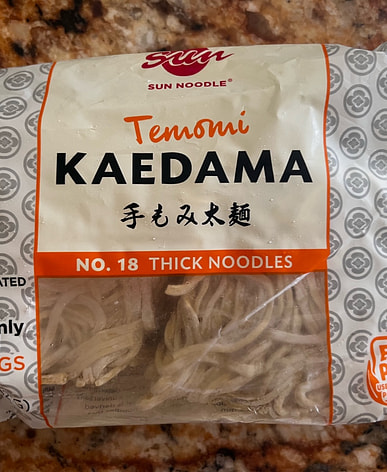 Sun
SUN NOODLE®
Temomi
KAEDAMA
手もみ太麺
NO. 18 THICK NOODLES